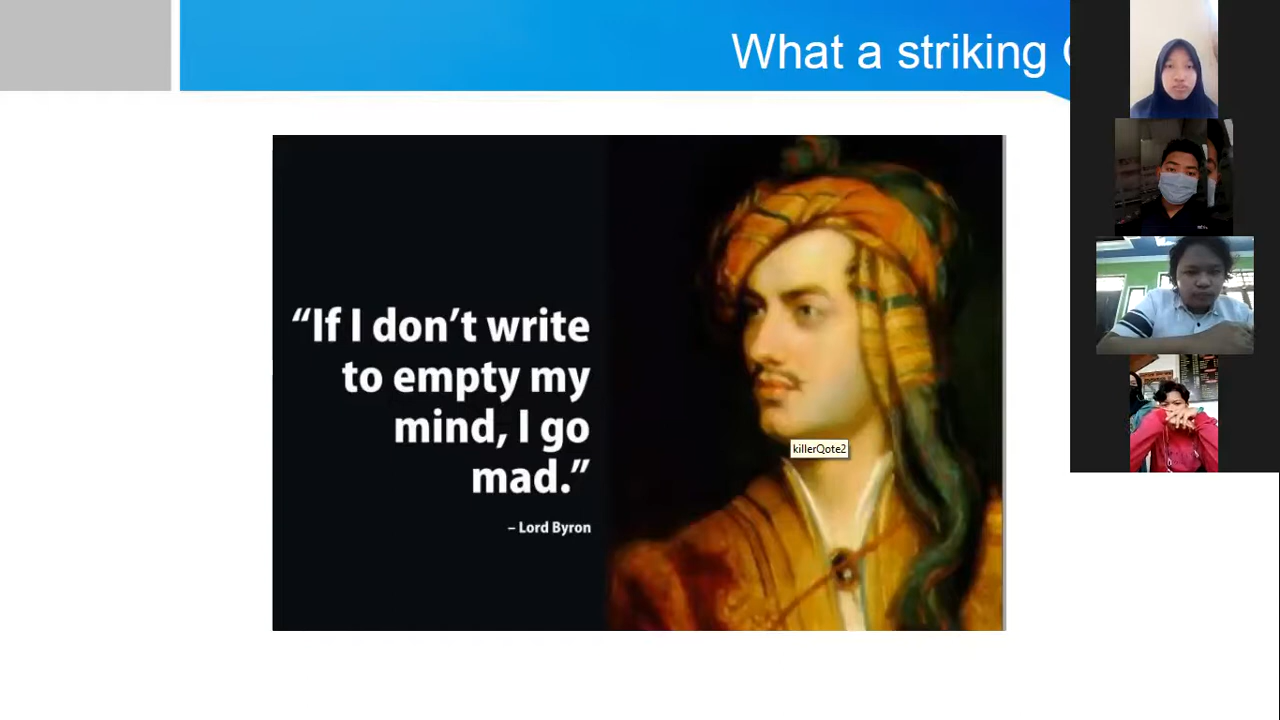 What a striking
“If I don’t write
to empty my
mind, I go
mad.”
– Lord Byron
killerQote2